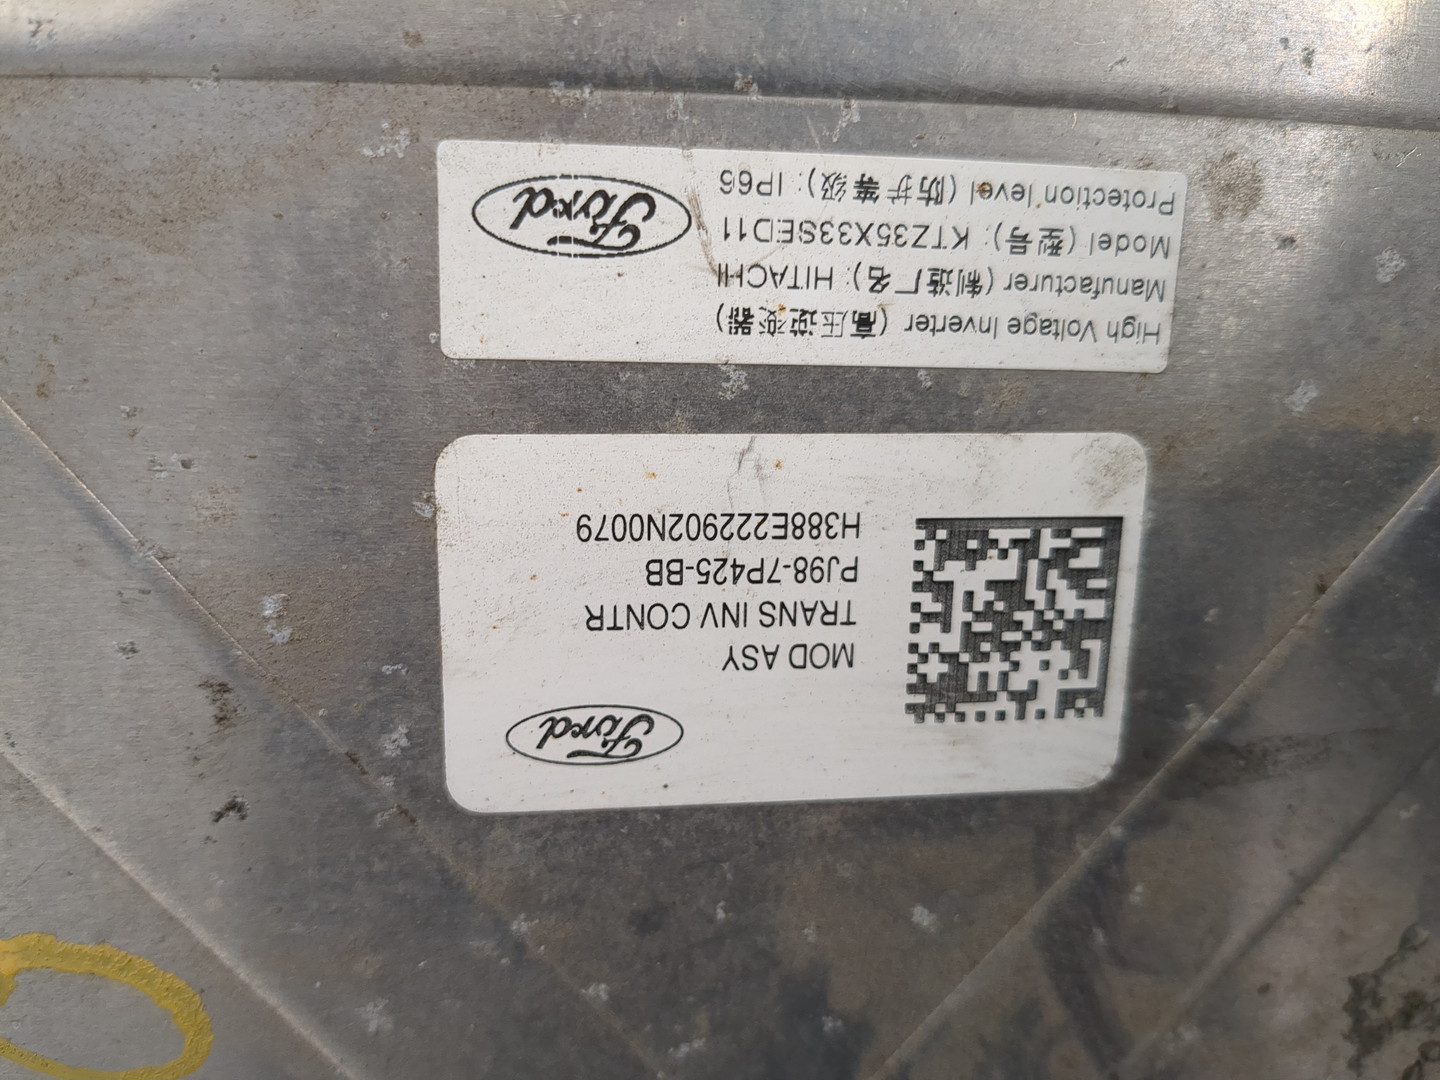 Ford
MOD ASY
TRANS INV CONTR
PJ98-7P425-BB
H388E222902N0079
High Voltage Inverter (高压逆变器)
Manufacturer (制造厂名): HITACHI
Model (型号): KTZ35X33SED11
Protection level (防护等级): IP66
Ford